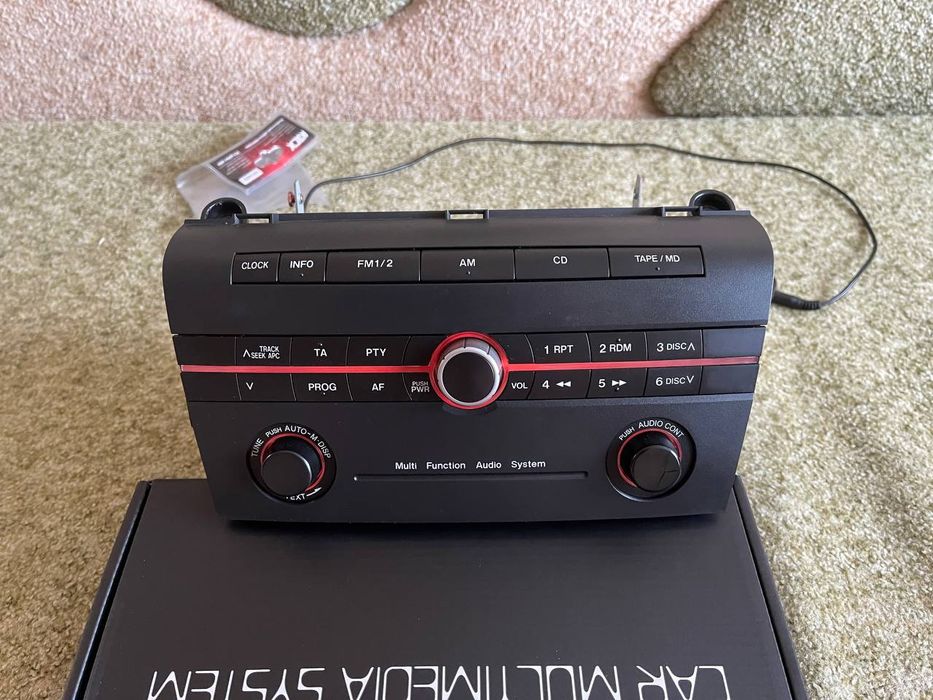 CLOCK INFO FM1/2 AM CD TAPE / MD
TRACK
SEEK APC
TA PTY 1 RPT 2 RDM 3 DISC
PROG AF PUSH
PWR
VOL 4 5 6 DISC
TUNE PUSH AUTO-M·DISP
PUSH AUDIO CONT
Multi Function Audio System
CAR MULTIMEDIA SYSTEM